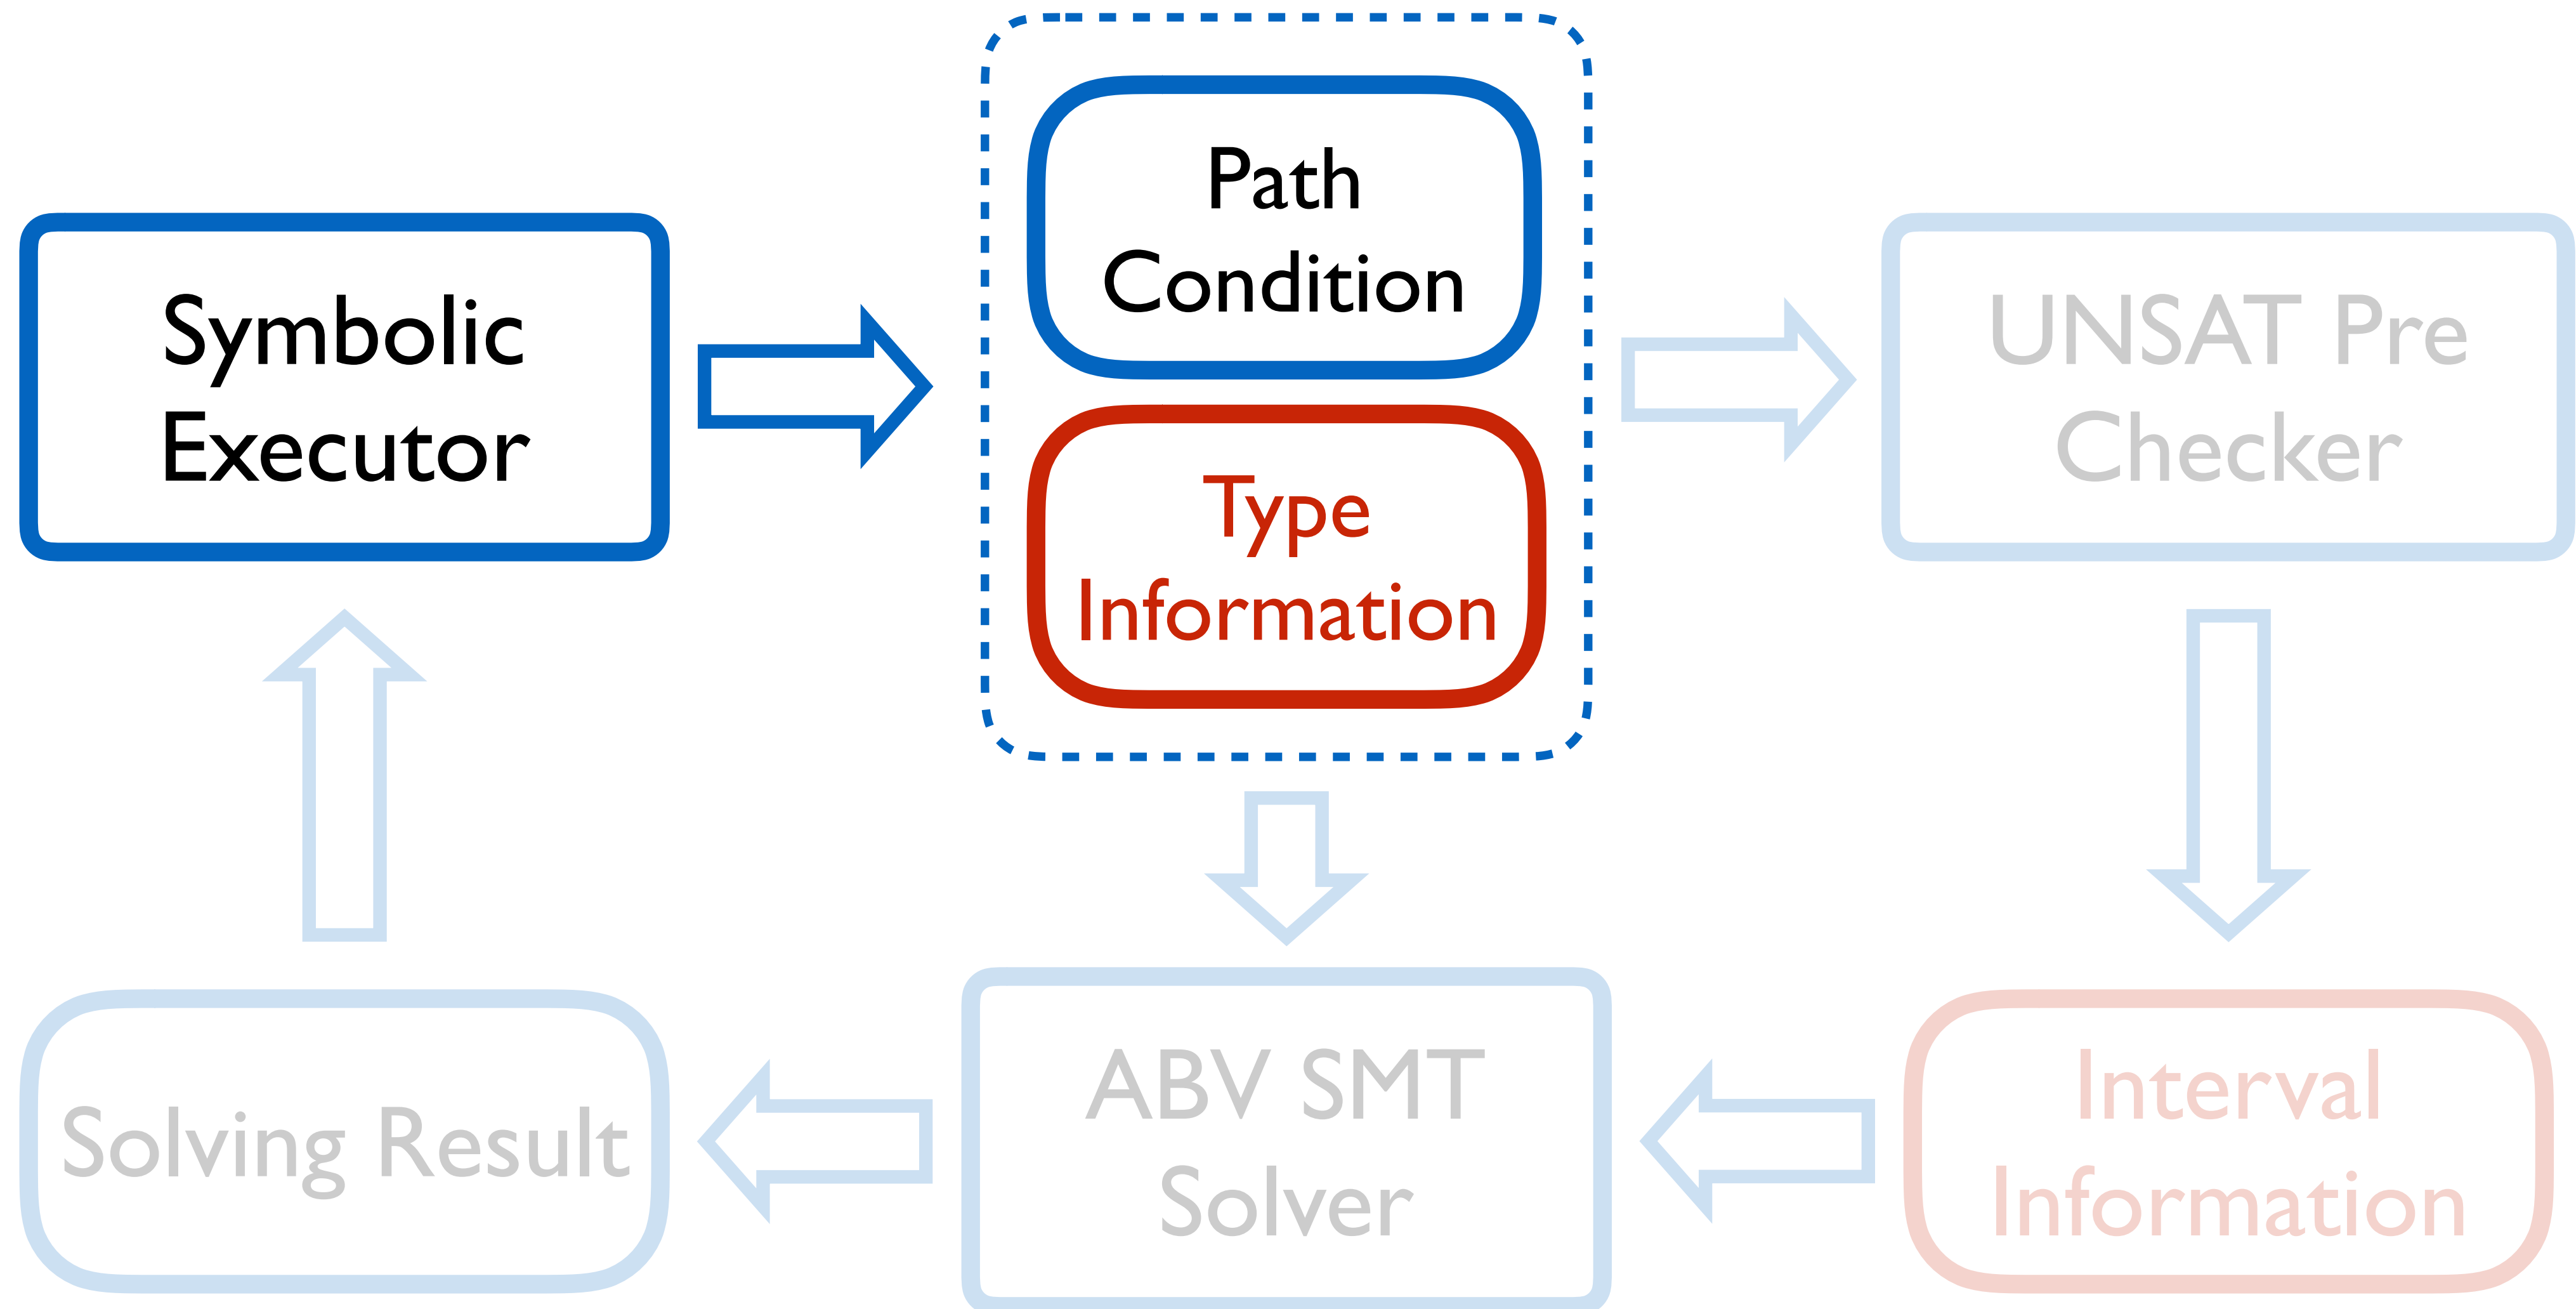 Path
Condition
Symbolic
Executor
Type
Information
UNSAT Pre
Checker
Solving Result
ABV SMT
Solver
Interval
Information